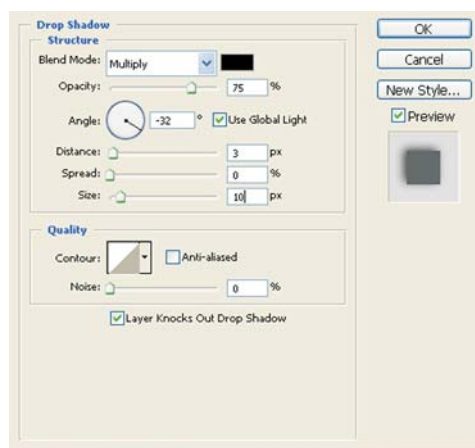 Drop Shadow
Structure
Blend Mode: Multiply
Opacity: 75 %
Angle: -32 ° Use Global Light
Distance: 3 px
Spread: 0 %
Size: 10 px
Quality
Contour: Anti-aliased
Noise: 0 %
Layer Knocks Out Drop Shadow
OK
Cancel
New Style...
Preview